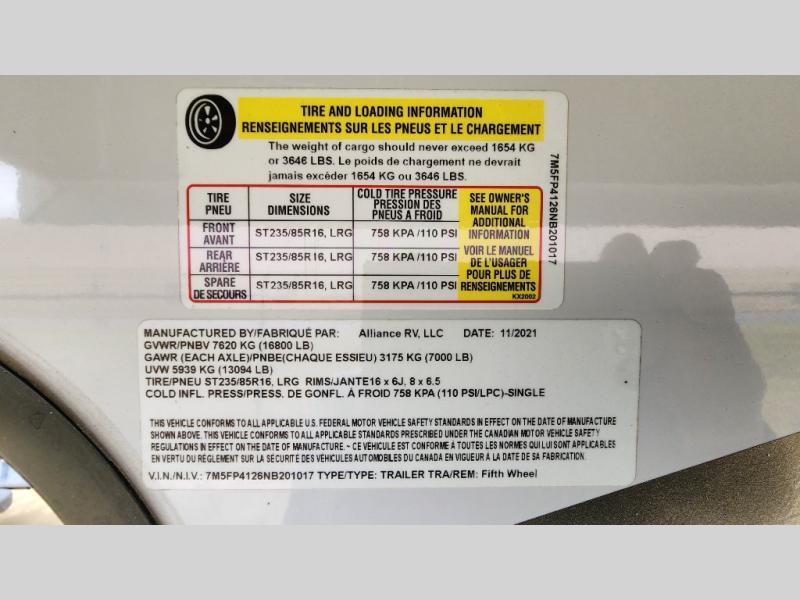 TIRE AND LOADING INFORMATION
RENSEIGNEMENTS SUR LES PNEUS ET LE CHARGEMENT
The weight of cargo should never exceed 1654 KG
or 3646 LBS. Le poids de chargement ne devrait
jamais excéder 1654 KG ou 3646 LBS.
TIRE
PNEU
SIZE
DIMENSIONS
COLD TIRE PRESSURE
PRESSION DES
PNEUS A FROID
SEE OWNER'S
MANUAL FOR
ADDITIONAL
INFORMATION
VOIR LE MANUEL
DE L'USAGER
POUR PLUS DE
RENSEIGNEMENTS
KX2002
FRONT
AVANT
ST235/85R16, LRG
758 KPA /110 PSI
REAR
ARRIÈRE
ST235/85R16, LRG
758 KPA /110 PSI
SPARE
DE SECOURS
ST235/85R16, LRG
758 KPA /110 PSI
7M5FP4126NB201017
MANUFACTURED BY/FABRIQUÉ PAR: Alliance RV, LLC DATE: 11/2021
GVWR/PNBV 7620 KG (16800 LB)
GAWR (EACH AXLE)/PNBE(CHAQUE ESSIEU) 3175 KG (7000 LB)
UVW 5939 KG (13094 LB)
TIRE/PNEU ST235/85R16, LRG RIMS/JANTE16 x 6J, 8 x 6.5
COLD INFL. PRESS/PRESS. DE GONFL. À FROID 758 KPA (110 PSI/LPC)-SINGLE
THIS VEHICLE CONFORMS TO ALL APPLICABLE U.S. FEDERAL MOTOR VEHICLE SAFETY STANDARDS IN EFFECT ON THE DATE OF MANUFACTURE
SHOWN ABOVE. THIS VEHICLE CONFORMS TO ALL APPLICABLE STANDARDS PRESCRIBED UNDER THE CANADIAN MOTOR VEHICLE SAFETY
REGULATIONS IN EFFECT ON THE DATE OF MANUFACTURE.~ CE VÉHICULE EST CONFORME À TOUTES LES NORMES QUI LUI SONT APPLICABLES
EN VERTU DU RÈGLEMENT SUR LA SÉCURITÉ DES VÉHICULES AUTOMOBILES DU CANADA EN VIGUEUR À LA DATE DE SA FABRICATION.
V.I.N./N.I.V.: 7M5FP4126NB201017 TYPE/TYPE: TRAILER TRA/REM: Fifth Wheel